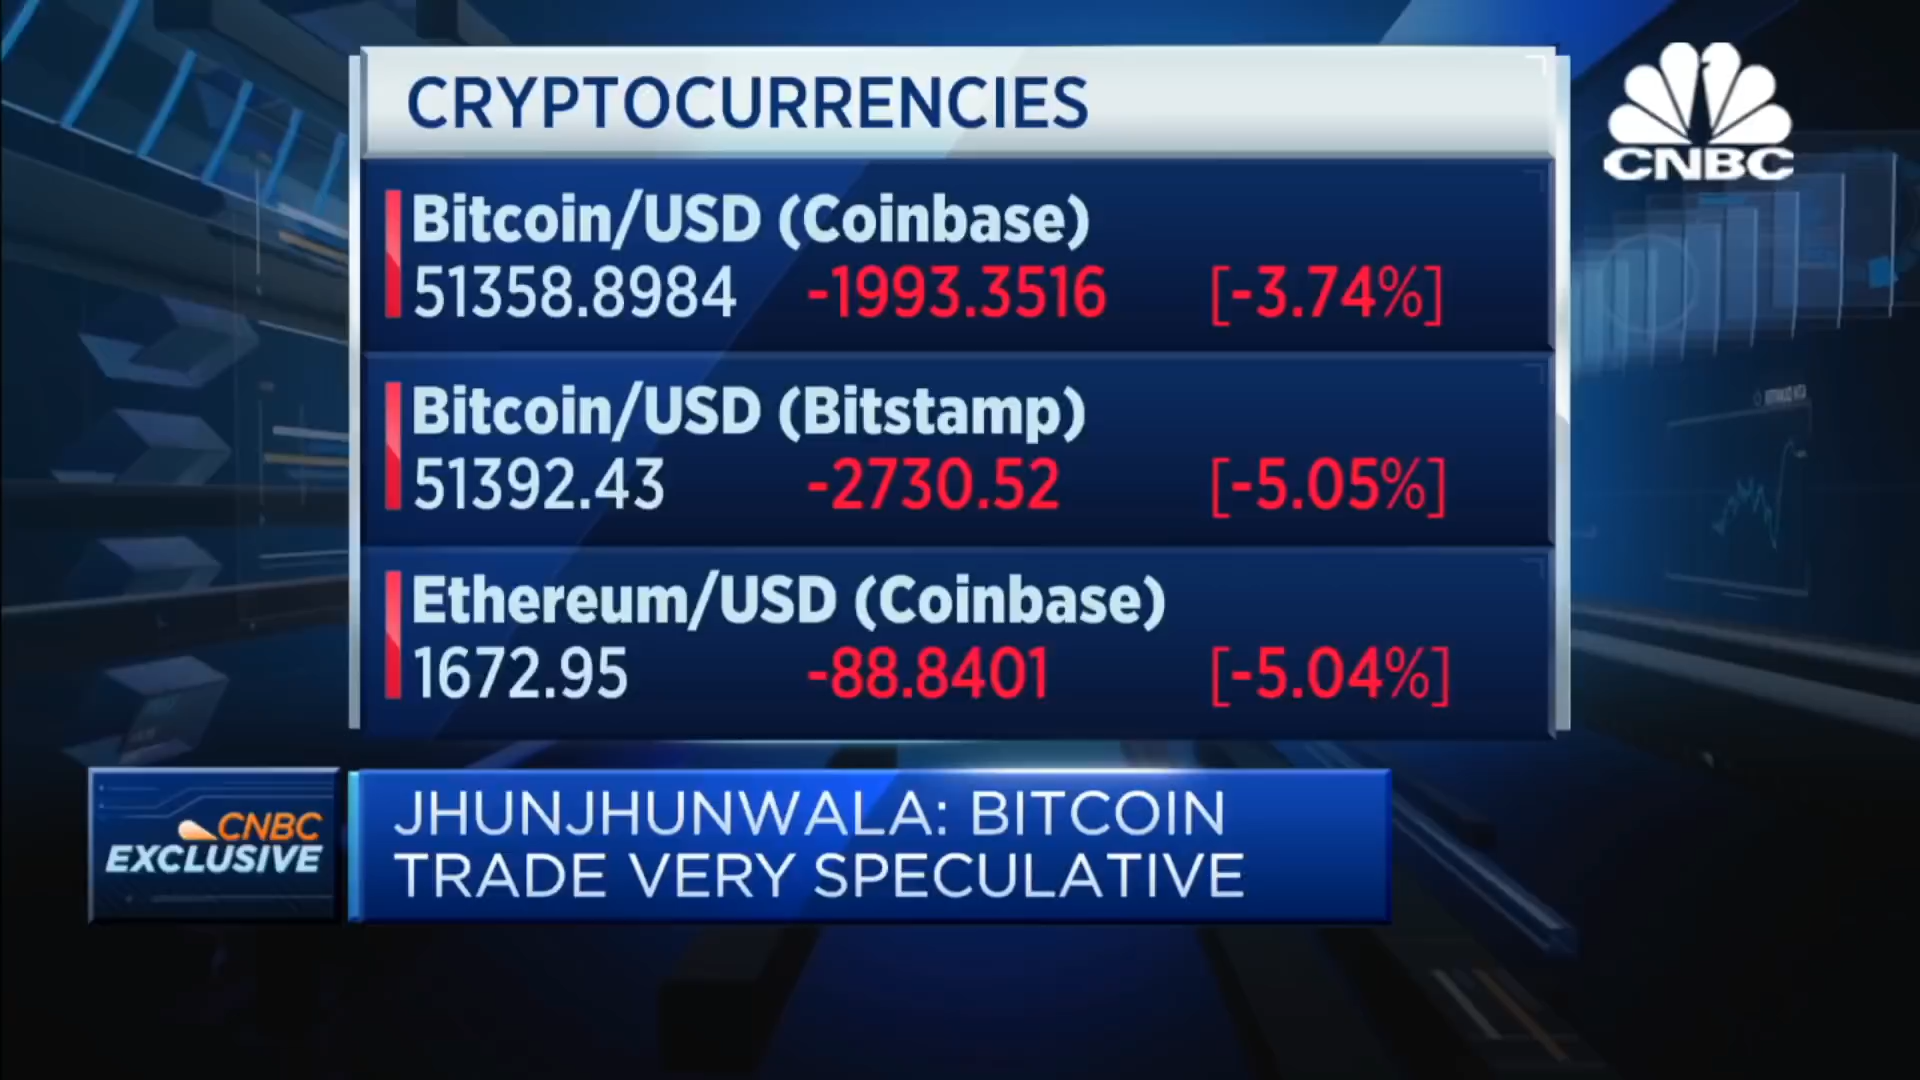 CRYPTOCURRENCIES
CNBC
Bitcoin/USD (Coinbase)
51358.8984 -1993.3516 [-3.74%]
Bitcoin/USD (Bitstamp)
51392.43 -2730.52 [-5.05%]
Ethereum/USD (Coinbase)
1672.95 -88.8401 [-5.04%]
CNBC
EXCLUSIVE
JHUNJHUNWALA: BITCOIN
TRADE VERY SPECULATIVE